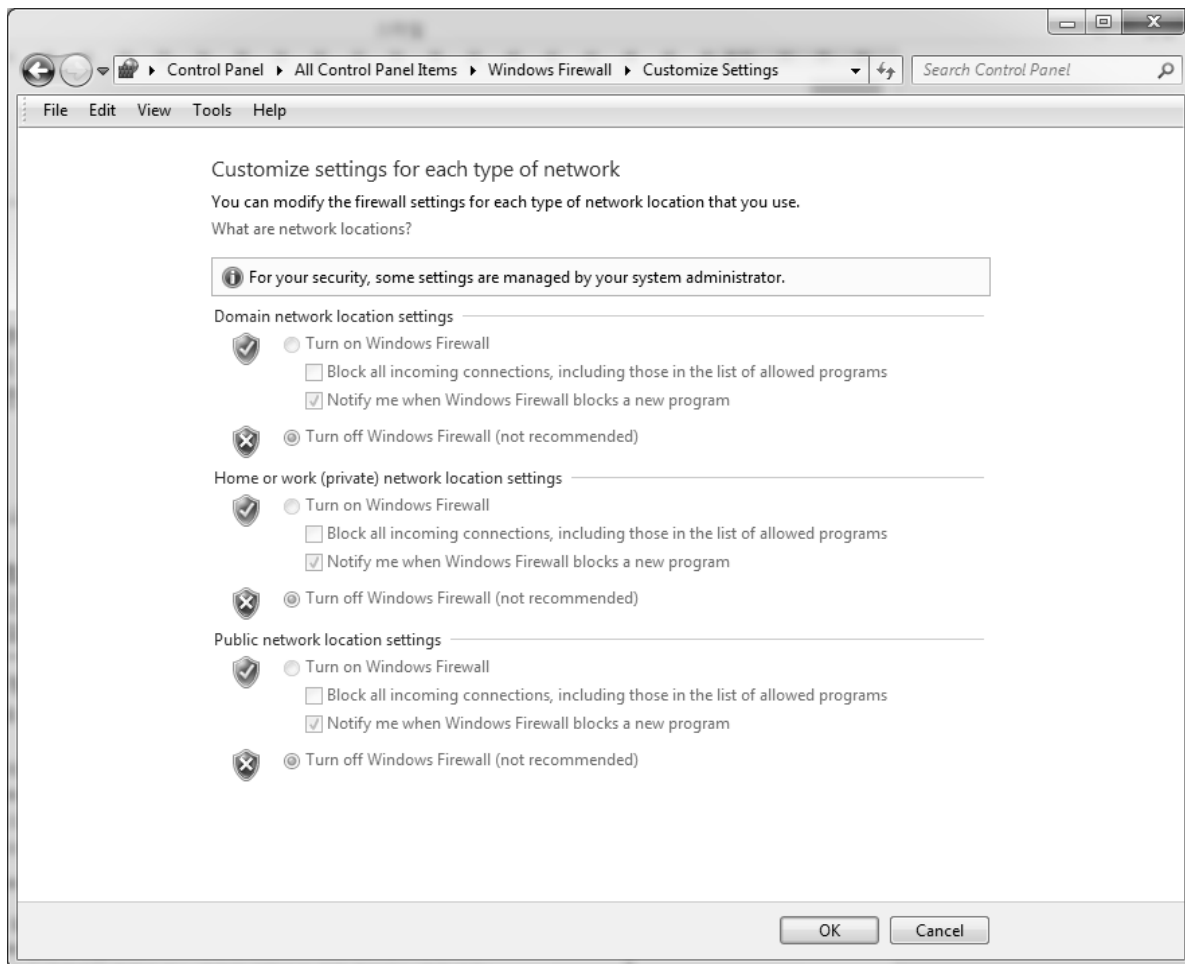 Control Panel All Control Panel Items Windows Firewall Customize Settings Search Control Panel
File Edit View Tools Help
Customize settings for each type of network
You can modify the firewall settings for each type of network location that you use.
What are network locations?
For your security, some settings are managed by your system administrator.
Domain network location settings
Turn on Windows Firewall
Block all incoming connections, including those in the list of allowed programs
Notify me when Windows Firewall blocks a new program
Turn off Windows Firewall (not recommended)
Home or work (private) network location settings
Turn on Windows Firewall
Block all incoming connections, including those in the list of allowed programs
Notify me when Windows Firewall blocks a new program
Turn off Windows Firewall (not recommended)
Public network location settings
Turn on Windows Firewall
Block all incoming connections, including those in the list of allowed programs
Notify me when Windows Firewall blocks a new program
Turn off Windows Firewall (not recommended)
OK Cancel